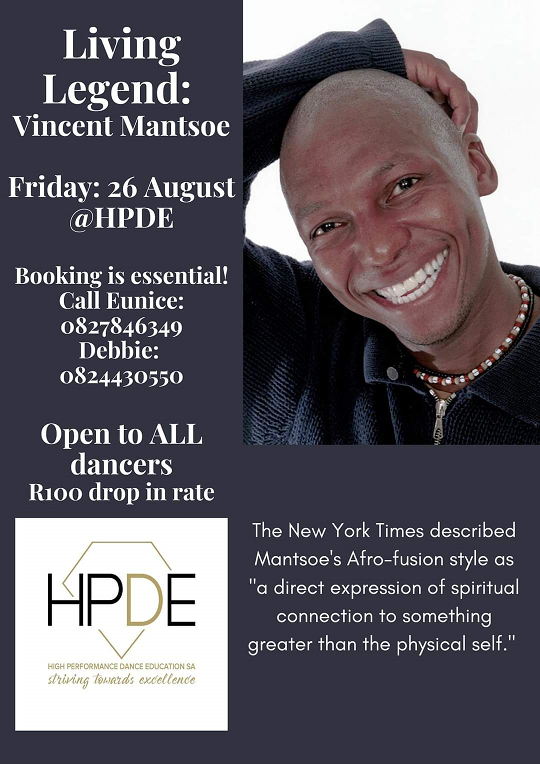 Living
Legend:
Vincent Mantsoe
Friday: 26 August
@HPDE
Booking is essential!
Call Eunice:
0827846349
Debbie:
0824430550
Open to ALL
dancers
R100 drop in rate
HPDE
HIGH PERFORMANCE DANCE EDUCATION SA
striving towards excellence
The New York Times described
Mantsoe's Afro-fusion style as
"a direct expression of spiritual
connection to something
greater than the physical self."